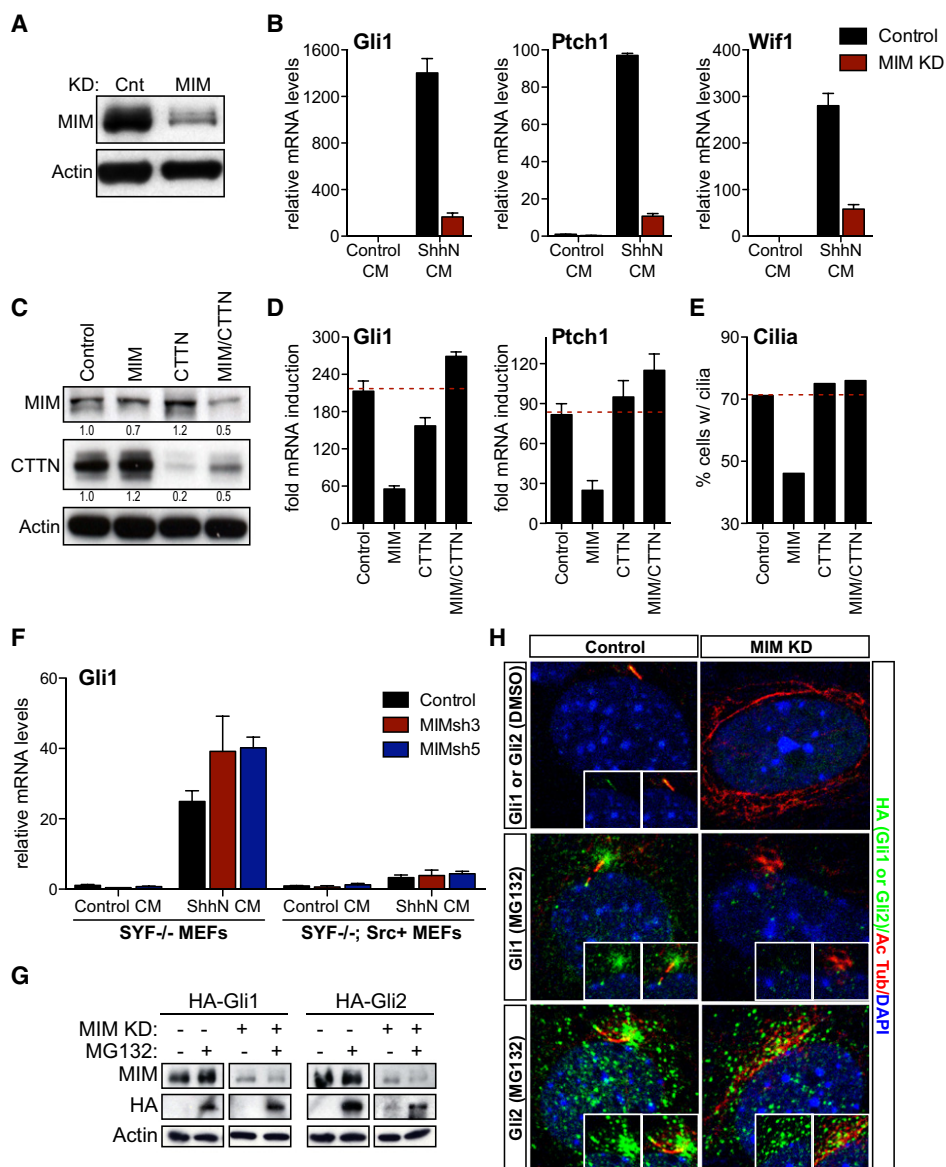 A
KD: Cnt MIM
MIM
Actin
B
Gli1
relative mRNA levels
1600
1200
800
400
0
Control CM
ShhN CM
Ptch1
relative mRNA levels
100
80
60
40
20
0
Control CM
ShhN CM
Wif1
relative mRNA levels
400
300
200
100
0
Control CM
ShhN CM
Control
MIM KD
C
Control
MIM
CTTN
MIM/CTTN
MIM
1.0 0.7 1.2 0.5
CTTN
1.0 1.2 0.2 0.5
Actin
D
Gli1
fold mRNA induction
300
240
180
120
60
0
Control
MIM
CTTN
MIM/CTTN
Ptch1
fold mRNA induction
120
90
60
30
0
Control
MIM
CTTN
MIM/CTTN
E
Cilia
% cells w/ cilia
90
70
50
30
Control
MIM
CTTN
MIM/CTTN
F
Gli1
relative mRNA levels
60
40
20
0
Control
MIMsh3
MIMsh5
Control CM ShhN CM Control CM ShhN CM
SYF-/- MEFs SYF-/-; Src+ MEFs
G
HA-Gli1 HA-Gli2
MIM KD: - - + + - - + +
MG132: - + - + - + - +
MIM
HA
Actin
H
Control MIM KD
Gli1 or Gli2 (DMSO)
Gli1 (MG132)
Gli2 (MG132)
HA (Gli1 or Gli2)/Ac Tub/DAPI